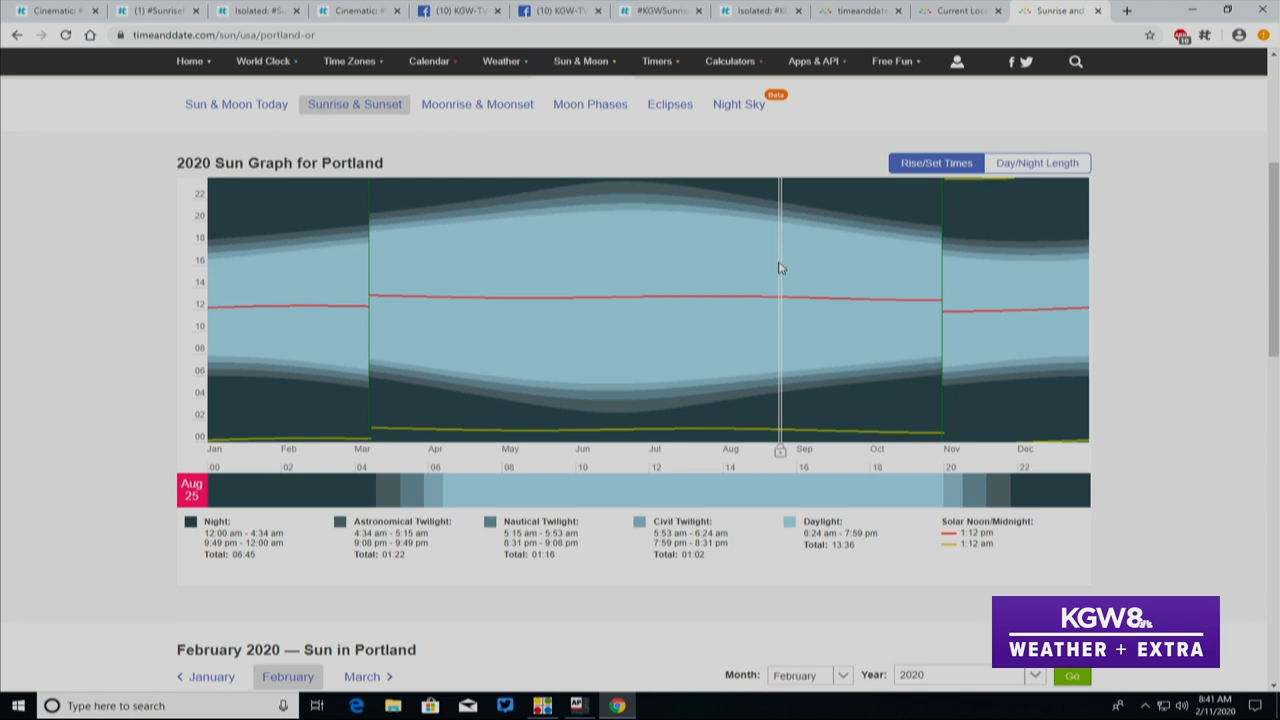 Cinematic: #
(1) #Sunrise
Isolated: #Su
Cinematic: #
(10) KGW-TV
(10) KGW-TV
#KGWSunris
Isolated: #K
timeanddate
Current Loc
Sunrise and
timeanddate.com/sun/usa/portland-or
Home
World Clock
Time Zones
Calendar
Weather
Sun & Moon
Timers
Calculators
Apps & API
Free Fun
Sun & Moon Today
Sunrise & Sunset
Moonrise & Moonset
Moon Phases
Eclipses
Night Sky
Beta
2020 Sun Graph for Portland
Rise/Set Times
Day/Night Length
22
20
18
16
14
12
10
08
06
04
02
00
Jan Feb Mar Apr May Jun Jul Aug Sep Oct Nov Dec
00 02 04 06 08 10 12 14 16 18 20 22
Aug
25
Night:
12:00 am - 4:34 am
9:49 pm - 12:00 am
Total: 06:45
Astronomical Twilight:
4:34 am - 5:15 am
9:08 pm - 9:49 pm
Total: 01:22
Nautical Twilight:
5:15 am - 5:53 am
8:31 pm - 9:08 pm
Total: 01:16
Civil Twilight:
5:53 am - 6:24 am
7:59 pm - 8:31 pm
Total: 01:02
Daylight:
6:24 am - 7:59 pm
Total: 13:36
Solar Noon/Midnight:
1:12 pm
1:12 am
KGW8
WEATHER + EXTRA
February 2020 — Sun in Portland
January
February
March
Month: February Year: 2020 Go
Type here to search
8:41 AM
2/11/2020